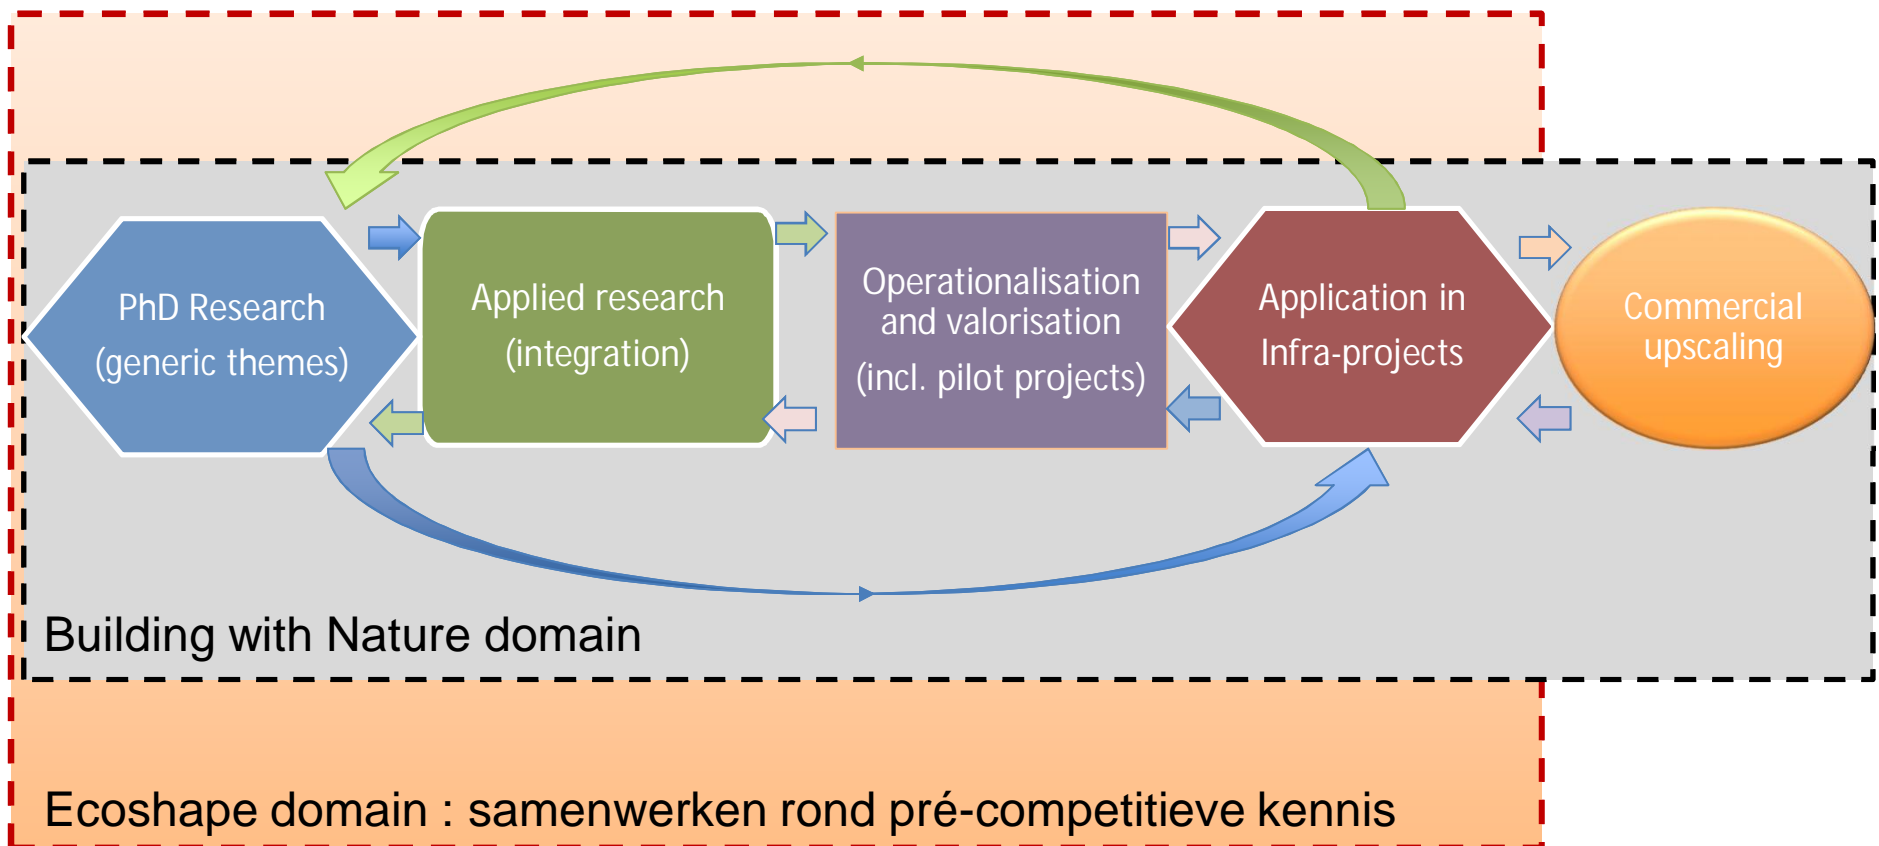 PhD Research
(generic themes)
Applied research
(integration)
Operationalisation
and valorisation
(incl. pilot projects)
Application in
Infra-projects
Commercial
upscaling
Building with Nature domain
Ecoshape domain : samenwerken rond pré-competitieve kennis